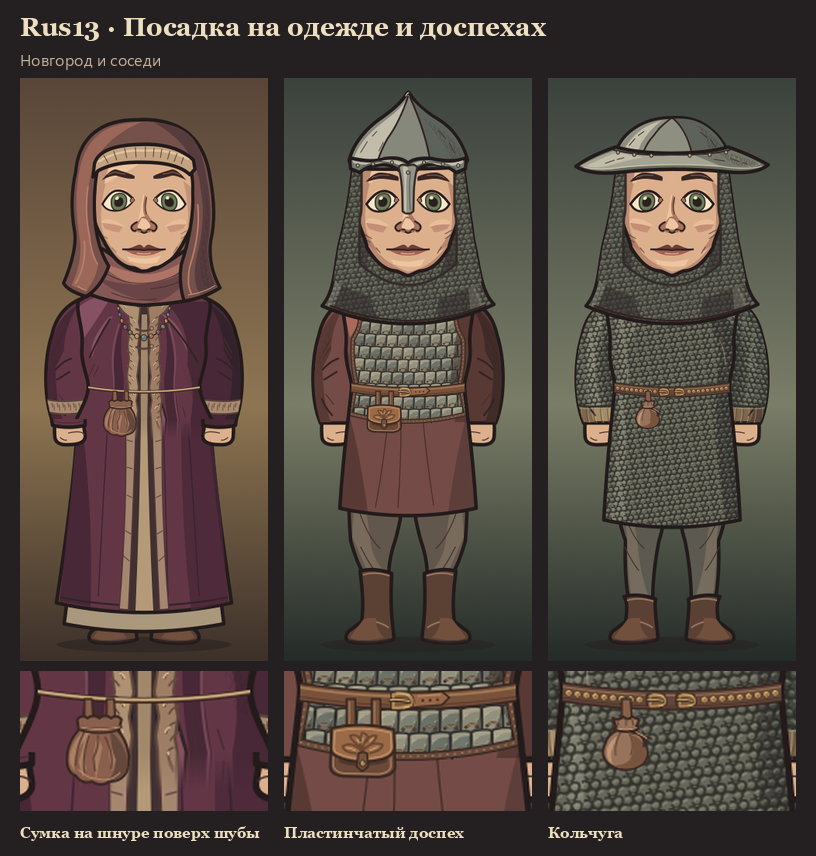 Rus13 · Посадка на одежде и доспехах
Новгород и соседи
Сумка на шнуре поверх шубы
Пластинчатый доспех
Кольчуга